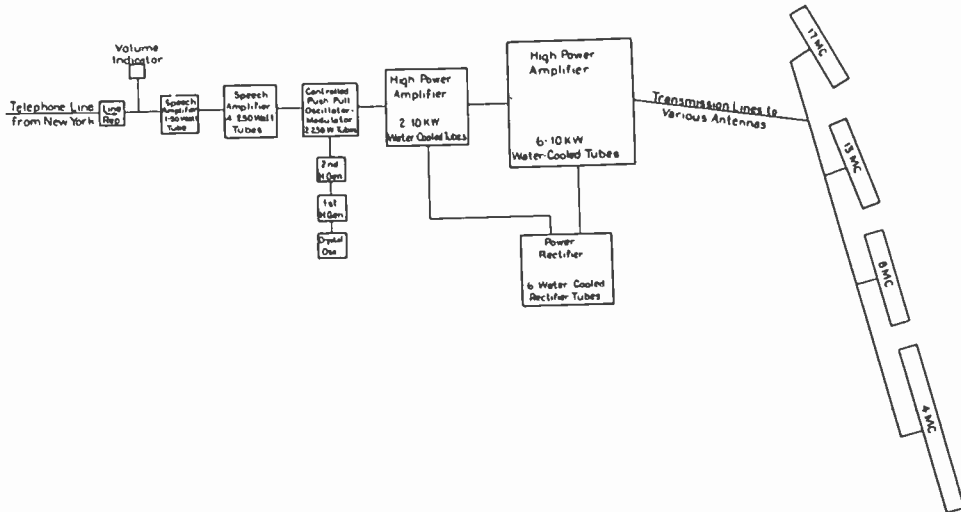 Volume
Indicator
Telephone Line
from New York
Line
Rep
Speech
Amplifier
1-50 Watt
Tube
Speech
Amplifier
4 250 Watt
Tubes
Controlled
Push Pull
Oscillator-
Modulator
2 250 W Tubes
2nd
H.Gen
1st
H.Gen
Crystal
Osc
High Power
Amplifier
2 10 KW
Water Cooled Tubes
High Power
Amplifier
6-10 KW
Water-Cooled Tubes
Power
Rectifier
6 Water Cooled
Rectifier Tubes
Transmission Lines to
Various Antennas
17 MC
13 MC
8 MC
4 MC